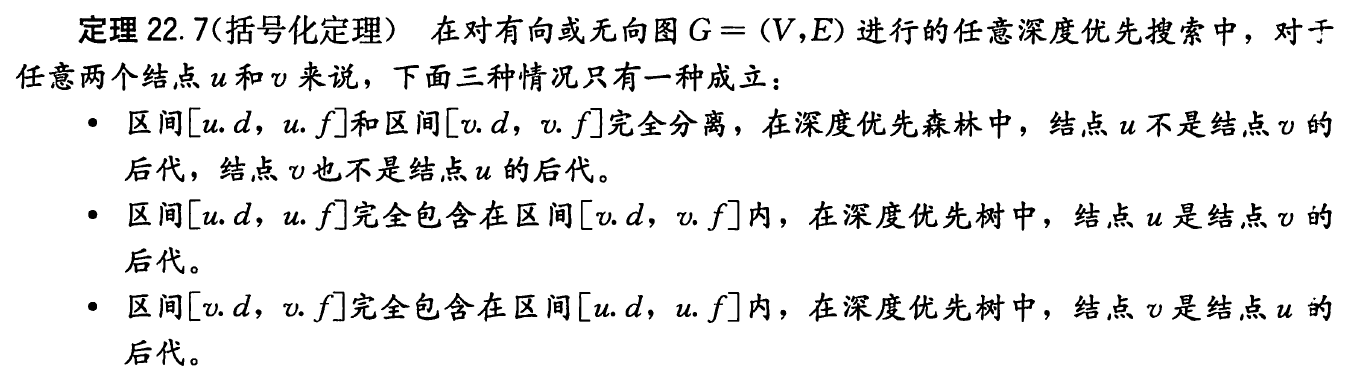 定理 22.7(括号化定理) 在对有向或无向图 G = (V,E) 进行的任意深度优先搜索中，对于
任意两个结点 u 和 v 来说，下面三种情况只有一种成立：
• 区间[u.d，u.f]和区间[v.d，v.f]完全分离，在深度优先森林中，结点 u 不是结点 v 的
后代，结点 v 也不是结点 u 的后代。
• 区间[u.d，u.f]完全包含在区间[v.d，v.f]内，在深度优先树中，结点 u 是结点 v 的
后代。
• 区间[v.d，v.f]完全包含在区间[u.d，u.f]内，在深度优先树中，结点 v 是结点 u 的
后代。